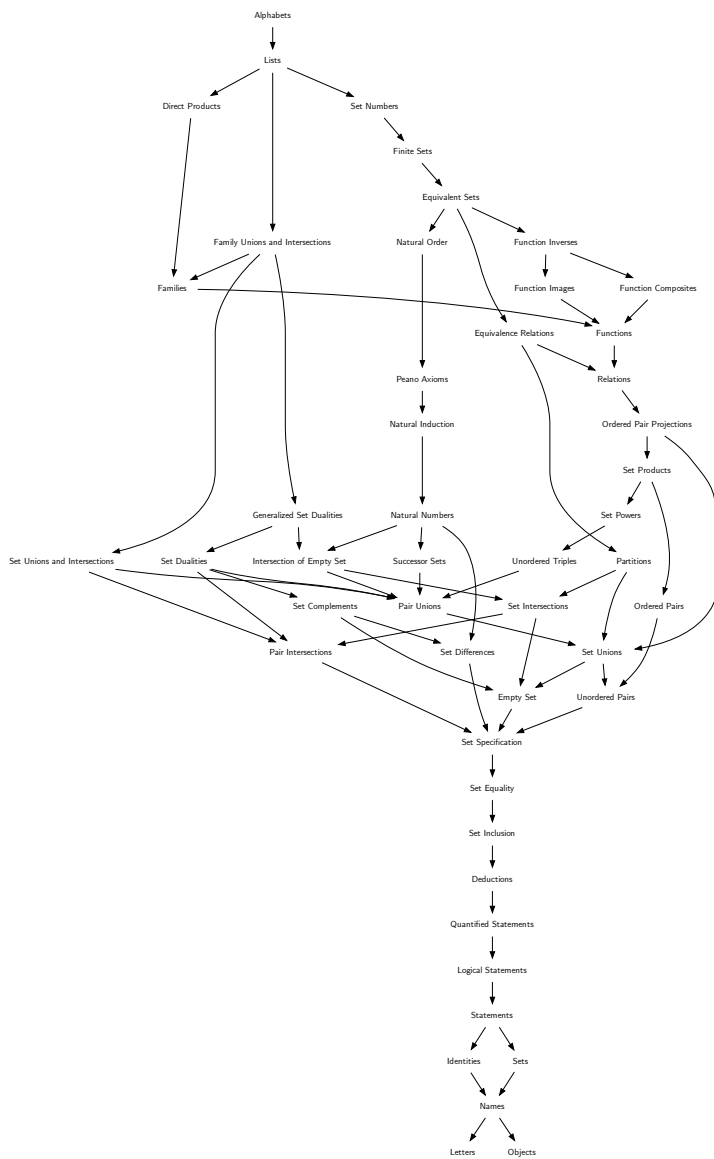 Alphabets
Lists
Direct Products
Set Numbers
Finite Sets
Equivalent Sets
Family Unions and Intersections
Natural Order
Function Inverses
Families
Function Images
Function Composites
Equivalence Relations
Functions
Peano Axioms
Relations
Natural Induction
Ordered Pair Projections
Set Products
Generalized Set Dualities
Natural Numbers
Set Powers
Set Unions and Intersections
Set Dualities
Intersection of Empty Set
Successor Sets
Unordered Triples
Partitions
Set Complements
Pair Unions
Set Intersections
Ordered Pairs
Pair Intersections
Set Differences
Set Unions
Empty Set
Unordered Pairs
Set Specification
Set Equality
Set Inclusion
Deductions
Quantified Statements
Logical Statements
Statements
Identities
Sets
Names
Letters
Objects